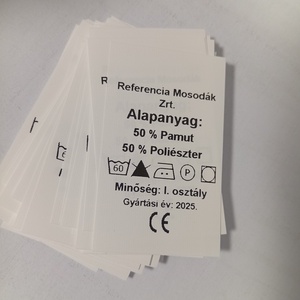 Referencia Mosodák
Zrt.
Alapanyag:
50 % Pamut
50 % Poliészter
60 P
Minőség: I. osztály
Gyártási év: 2025.
CE
R